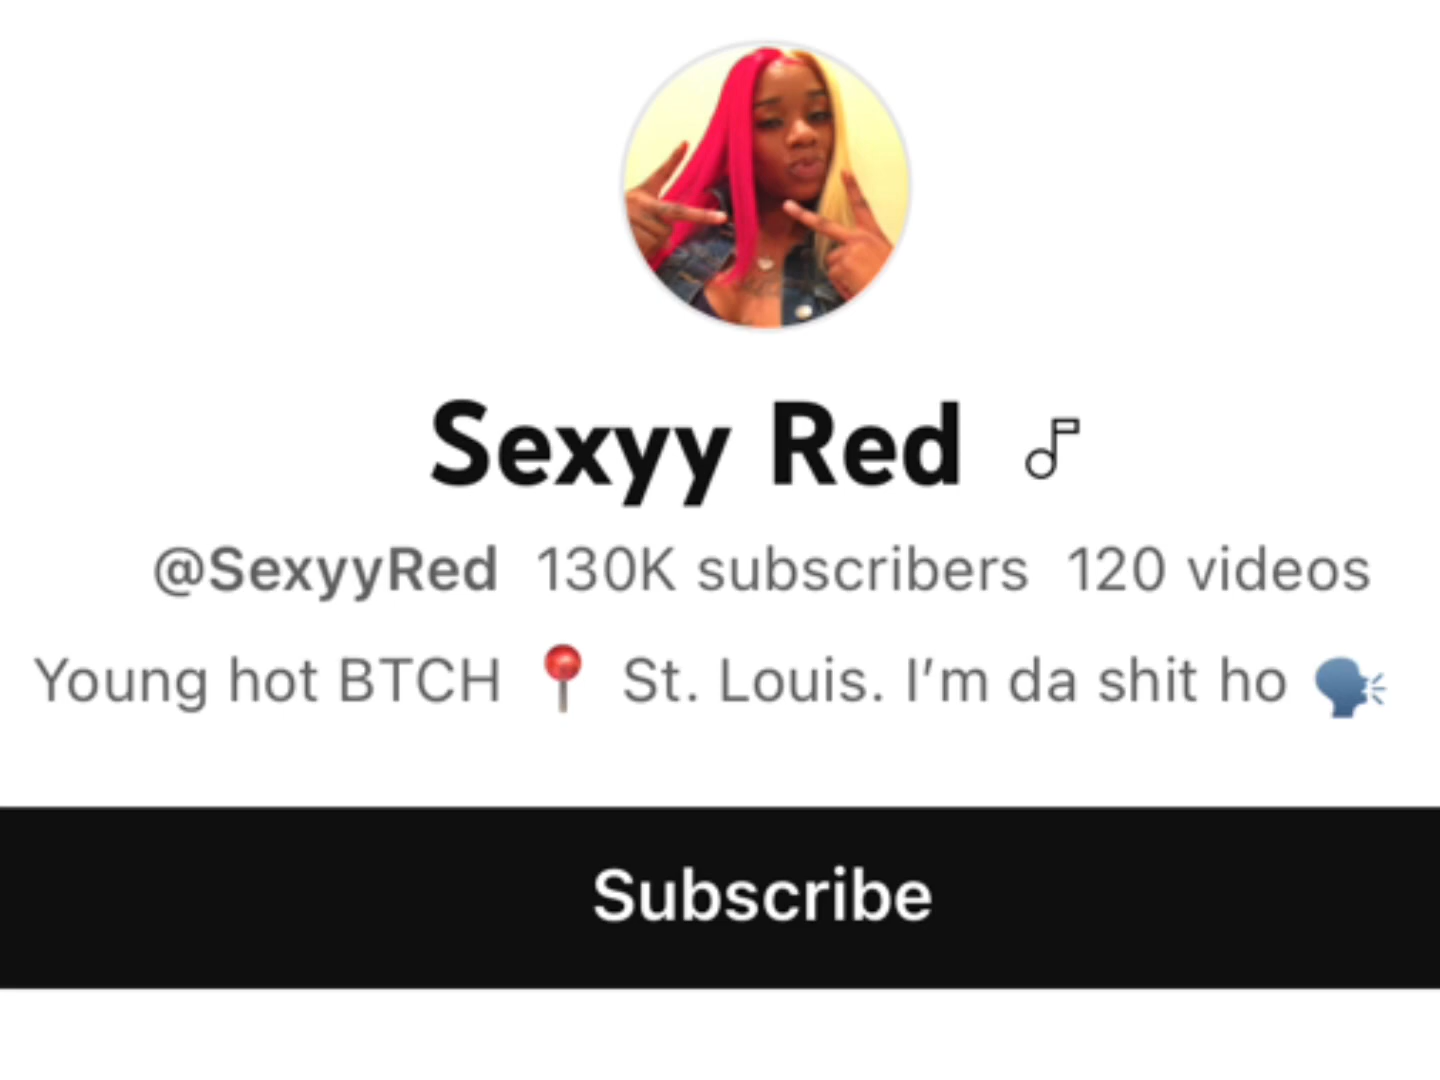 Sexyy Red
@SexyyRed 130K subscribers 120 videos
Young hot BTCH 📍 St. Louis. I’m da shit ho 🗣️
Subscribe